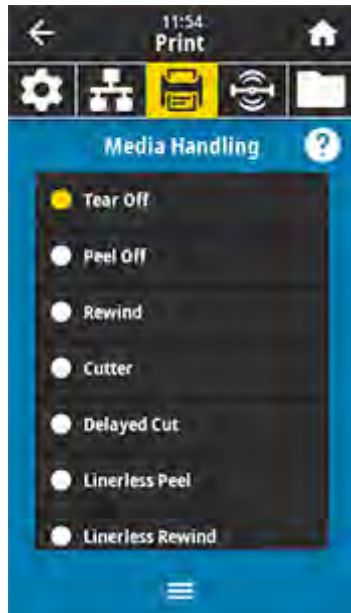 11:54
Print
Media Handling
?
Tear Off
Peel Off
Rewind
Cutter
Delayed Cut
Linerless Peel
Linerless Rewind